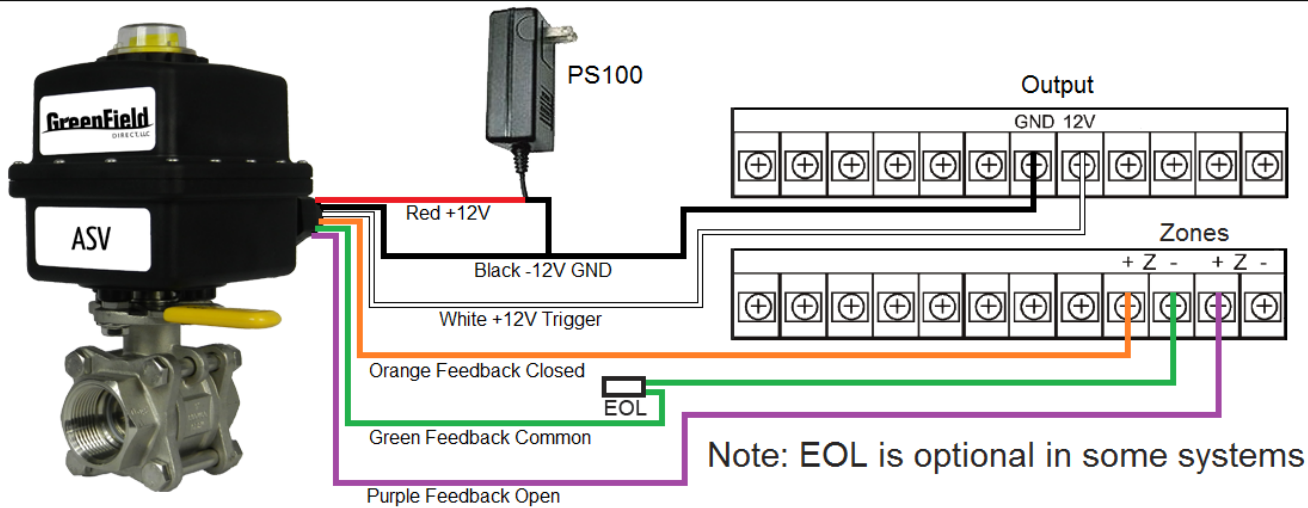 PS100
Output
GreenField
DIRECT, LLC
GND 12V
Red +12V
ASV
Zones
+ Z - + Z -
Black -12V GND
White +12V Trigger
Orange Feedback Closed
EOL
Green Feedback Common
Note: EOL is optional in some systems
Purple Feedback Open